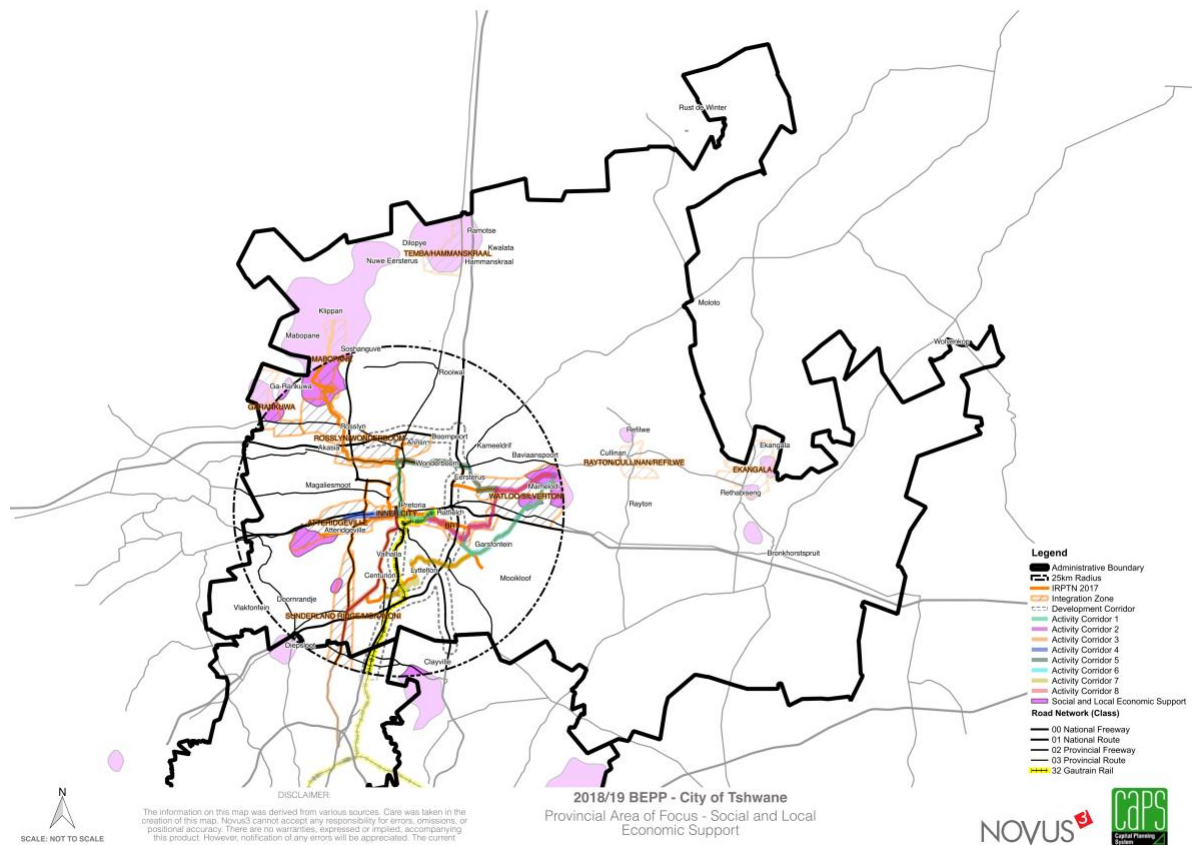 Rust de Winter
Ramotse
Dilopye
Kwalata
TEMBA/HAMMANSKRAAL
Nuwe Eersterus
Hammanskraal
Moloto
Klippan
Mabopane
Wolvenkop
Soshanguve
MABOPANE
Rooiwal
Ga-Rankuwa
GARANKUWA
Rosslyn
Refilwe
ROSSLYN/WONDERBOOM
Annlin
Boompoort
Akasia
Kameeldrif
Ekangala
Cullinan
Baviaanspoort
Wonderboom
RAYTON/CULLINAN/REFILWE
EKANGALA
Eersterus
Magaliesmoot
Mamelodi
WATLOO/SILVERTON
Rethabiseng
Rayton
Pretoria
INNER CITY
Hatfield
ATTERIDGEVILLE
Atteridgeville
Garsfontein
Valhalla
Bronkhorstspruit
Lyttelton
Centurion
Mooikloof
Doornrandje
Vlakfontein
Diepsloot
Clayville
Legend
Administrative Boundary
25km Radius
IRPTN 2017
Integration Zone
Development Corridor
Activity Corridor 1
Activity Corridor 2
Activity Corridor 3
Activity Corridor 4
Activity Corridor 5
Activity Corridor 6
Activity Corridor 7
Activity Corridor 8
Social and Local Economic Support
Road Network (Class)
00 National Freeway
01 National Route
02 Provincial Freeway
03 Provincial Route
32 Gautrain Rail
N
SCALE: NOT TO SCALE
DISCLAIMER:
The information on this map was derived from various sources. Care was taken in the
creation of this map. Novus3 cannot accept any responsibility for errors, omissions, or
positional accuracy. There are no warranties, expressed or implied, accompanying
this product. However, notification of any errors will be appreciated. The current
2018/19 BEPP - City of Tshwane
Provincial Area of Focus - Social and Local
Economic Support
NOVUS3
CAPS
Capital Planning
System